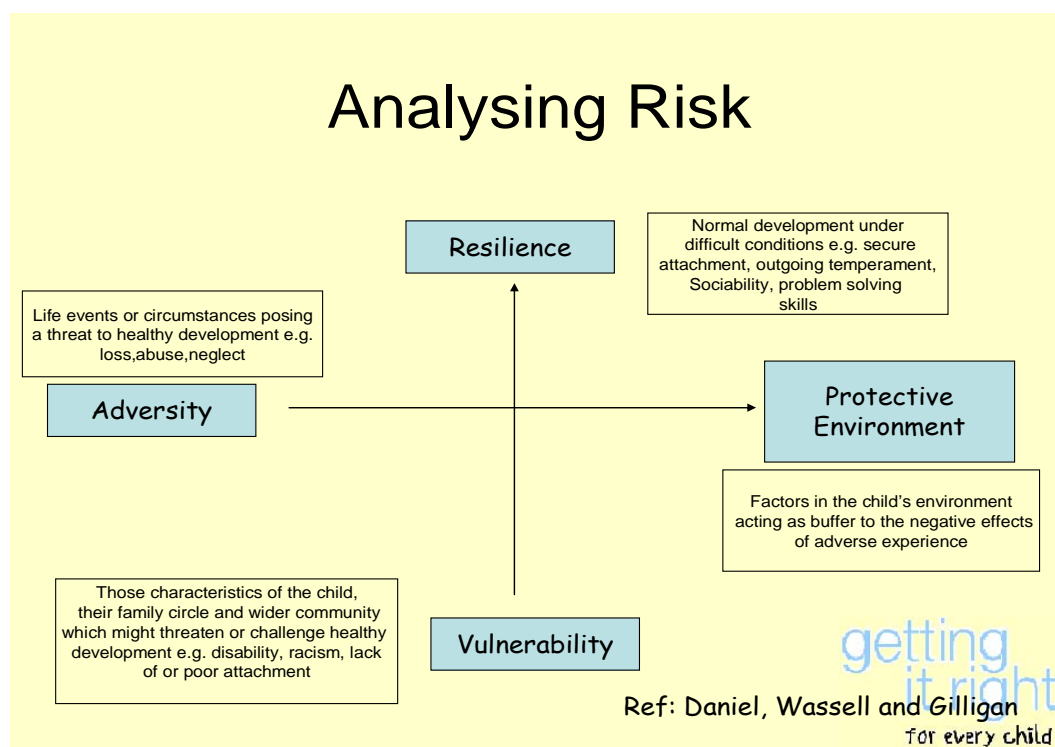 Analysing Risk
Resilience
Normal development under
difficult conditions e.g. secure
attachment, outgoing temperament,
Sociability, problem solving
skills
Life events or circumstances posing
a threat to healthy development e.g.
loss,abuse,neglect
Adversity
Protective
Environment
Factors in the child’s environment
acting as buffer to the negative effects
of adverse experience
Those characteristics of the child,
their family circle and wider community
which might threaten or challenge healthy
development e.g. disability, racism, lack
of or poor attachment
Vulnerability
getting
it right
for every child
Ref: Daniel, Wassell and Gilligan